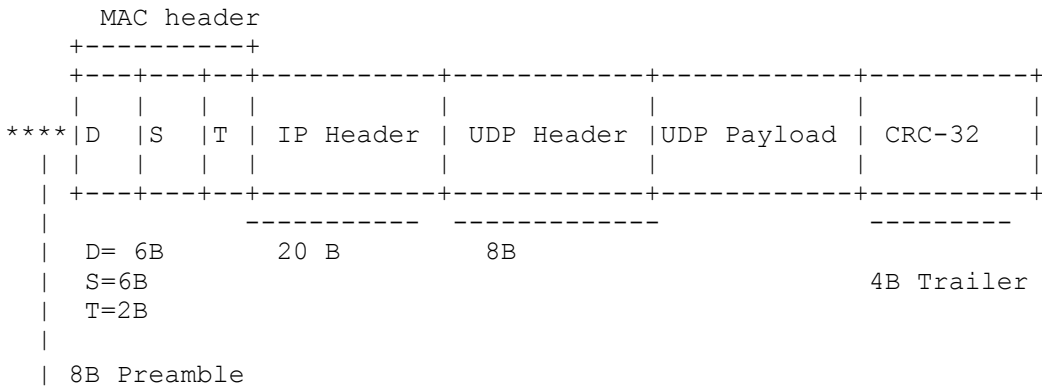 MAC header
**** D S T IP Header UDP Header UDP Payload CRC-32
D= 6B 20 B 8B
S=6B 4B Trailer
T=2B
8B Preamble